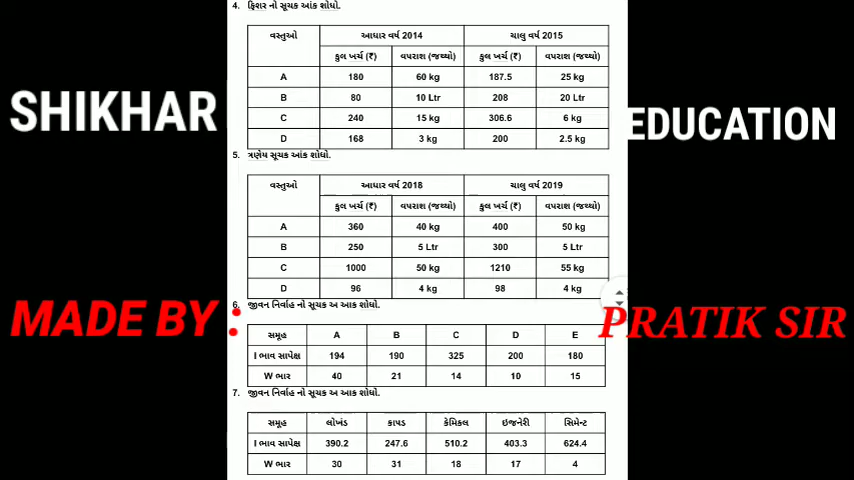 4. ફિશર નો સૂચક આંક શોધો.
વસ્તુઓ આધાર વર્ષ 2014 ચાલુ વર્ષ 2015
કુલ ખર્ચ (₹) વપરાશ (જથ્થો) કુલ ખર્ચ (₹) વપરાશ (જથ્થો)
A 180 60 kg 187.5 25 kg
B 80 10 Ltr 208 20 Ltr
C 240 15 kg 306.6 6 kg
D 168 3 kg 200 2.5 kg
SHIKHAR EDUCATION
5. ત્રણેય સૂચક આંક શોધો.
વસ્તુઓ આધાર વર્ષ 2018 ચાલુ વર્ષ 2019
કુલ ખર્ચ (₹) વપરાશ (જથ્થો) કુલ ખર્ચ (₹) વપરાશ (જથ્થો)
A 360 40 kg 400 50 kg
B 250 5 Ltr 300 5 Ltr
C 1000 50 kg 1210 55 kg
D 96 4 kg 98 4 kg
MADE BY : PRATIK SIR
6. જીવન નિર્વાહ નો સૂચક અ આક શોધો.
સમૂહ A B C D E
I ભાવ સાપેક્ષ 194 190 325 200 180
W ભાર 40 21 14 10 15
7. જીવન નિર્વાહ નો સૂચક અ આક શોધો.
સમૂહ લોખંડ કાપડ કેમિકલ ઇજનેરી સિમેન્ટ
I ભાવ સાપેક્ષ 390.2 247.6 510.2 403.3 624.4
W ભાર 30 31 18 17 4